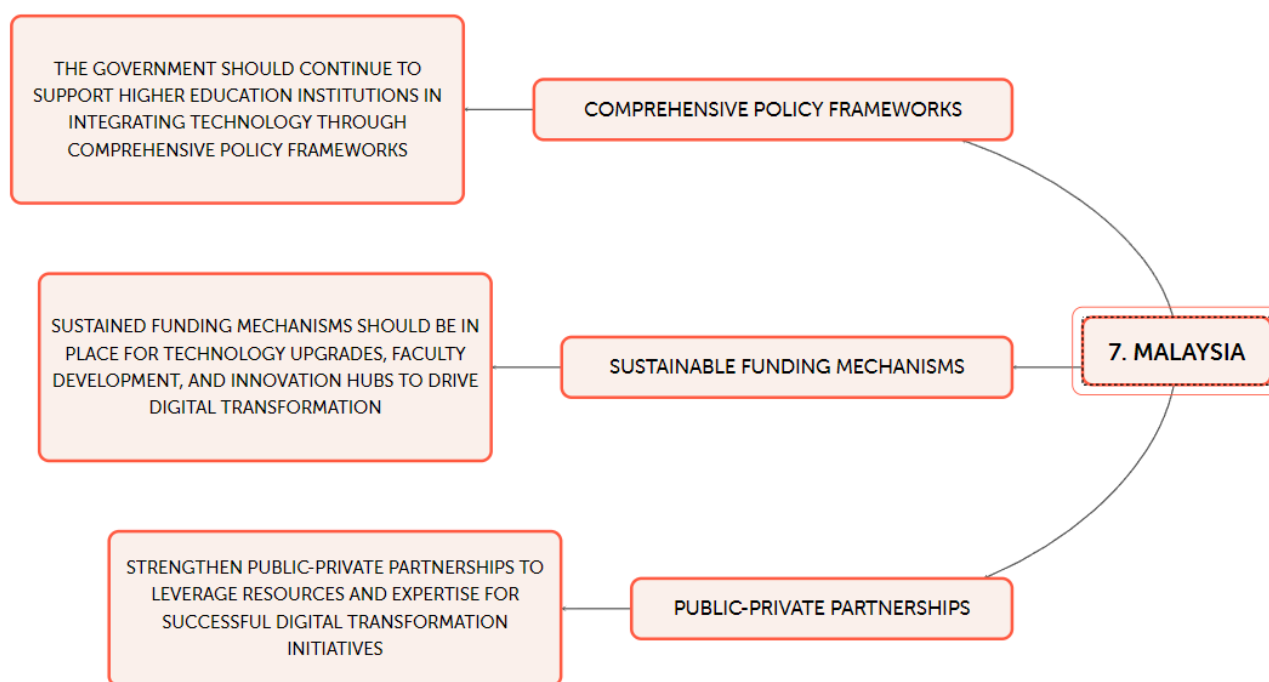 THE GOVERNMENT SHOULD CONTINUE TO
SUPPORT HIGHER EDUCATION INSTITUTIONS IN
INTEGRATING TECHNOLOGY THROUGH
COMPREHENSIVE POLICY FRAMEWORKS
COMPREHENSIVE POLICY FRAMEWORKS
SUSTAINED FUNDING MECHANISMS SHOULD BE IN
PLACE FOR TECHNOLOGY UPGRADES, FACULTY
DEVELOPMENT, AND INNOVATION HUBS TO DRIVE
DIGITAL TRANSFORMATION
SUSTAINABLE FUNDING MECHANISMS
7. MALAYSIA
STRENGTHEN PUBLIC-PRIVATE PARTNERSHIPS TO
LEVERAGE RESOURCES AND EXPERTISE FOR
SUCCESSFUL DIGITAL TRANSFORMATION
INITIATIVES
PUBLIC-PRIVATE PARTNERSHIPS